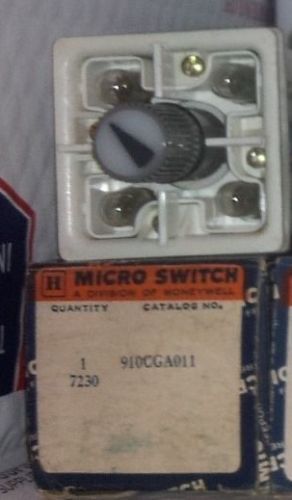 H MICRO SWITCH
A DIVISION OF HONEYWELL
QUANTITY CATALOG NO.
1 910CGA011
7230